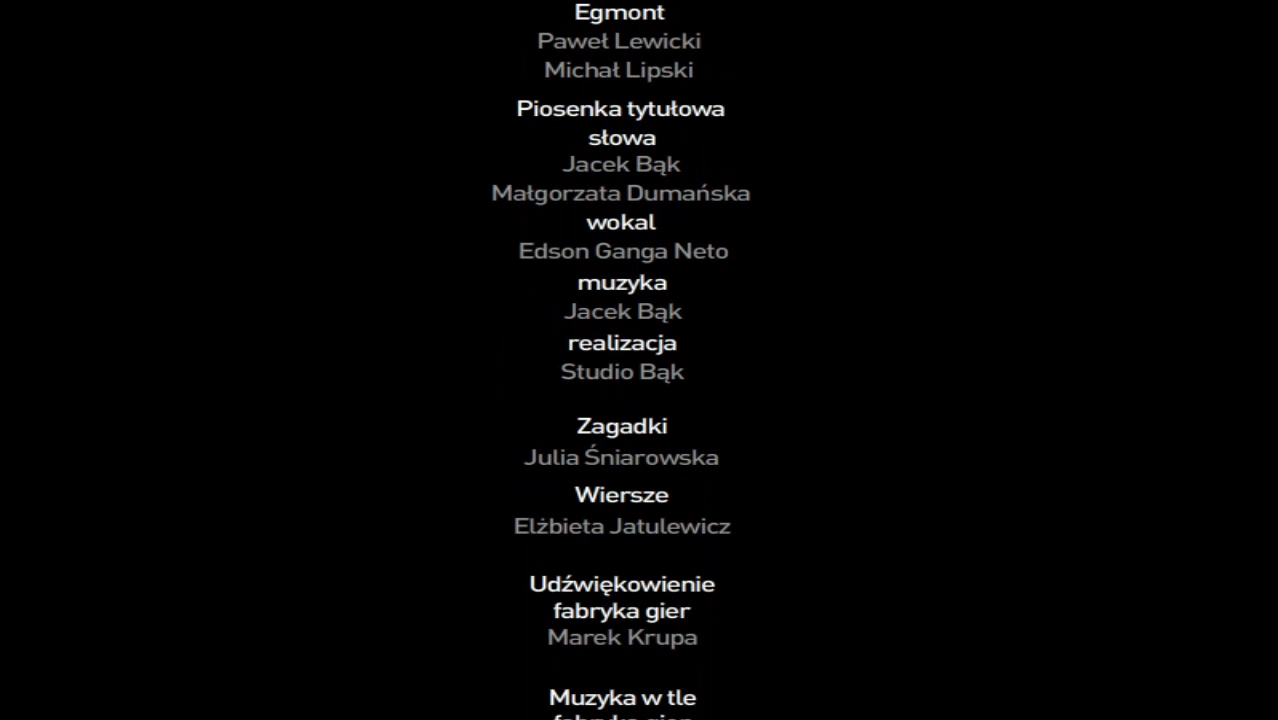 Egmont
Paweł Lewicki
Michał Lipski
Piosenka tytułowa
słowa
Jacek Bąk
Małgorzata Dumańska
wokal
Edson Ganga Neto
muzyka
Jacek Bąk
realizacja
Studio Bąk
Zagadki
Julia Śniarowska
Wiersze
Elżbieta Jatulewicz
Udźwiękowienie
fabryka gier
Marek Krupa
Muzyka w tle